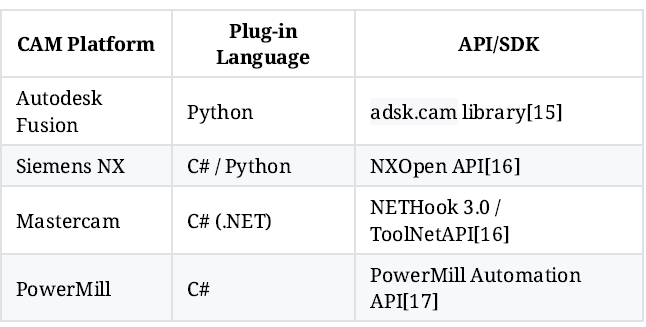 CAM Platform
Plug-in
Language
API/SDK
Autodesk
Fusion
Python
adsk.cam library[15]
Siemens NX
C# / Python
NXOpen API[16]
Mastercam
C# (.NET)
NETHook 3.0 /
ToolNetAPI[16]
PowerMill
C#
PowerMill Automation
API[17]